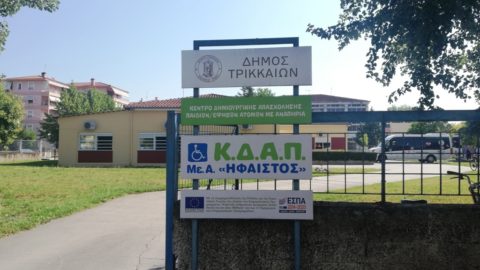 ΔΗΜΟΣ
ΤΡΙΚΚΑΙΩΝ
ΚΕΝΤΡΟ ΔΗΜΙΟΥΡΓΙΚΗΣ ΑΠΑΣΧΟΛΗΣΗΣ
ΠΑΙΔΙΩΝ/ΕΦΗΒΩΝ ΑΤΟΜΩΝ ΜΕ ΑΝΑΠΗΡΙΑ
Κ.Δ.Α.Π.
Με.Α. «ΗΦΑΙΣΤΟΣ»
ΕΣΠΑ